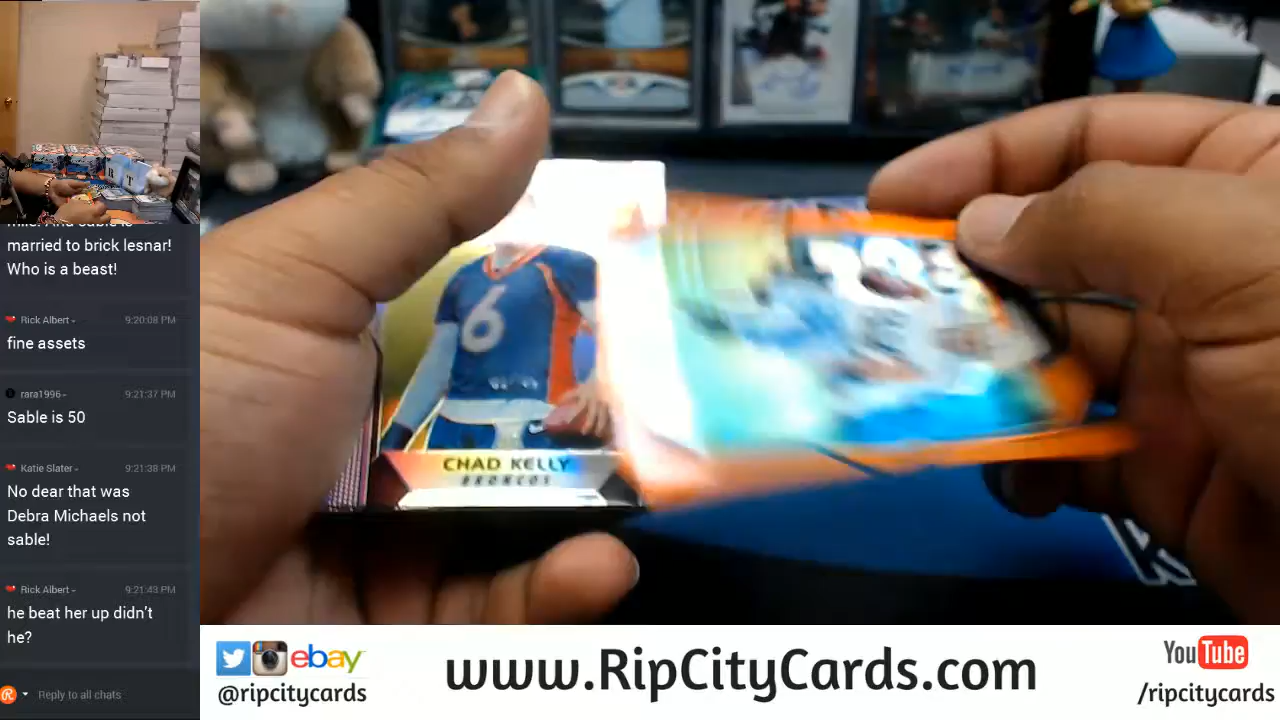 married to brick lesnar!
Who is a beast!
Rick Albert 9:20:08 PM
fine assets
rara1996 9:21:37 PM
Sable is 50
Katie Slater 9:21:38 PM
No dear that was
Debra Michaels not
sable!
Rick Albert 9:21:43 PM
he beat her up didn't
he?
Reply to all chats
6
CHAD KELLY
BRONCOS
ebay
@ripcitycards
www.RipCityCards.com
YouTube
/ripcitycards